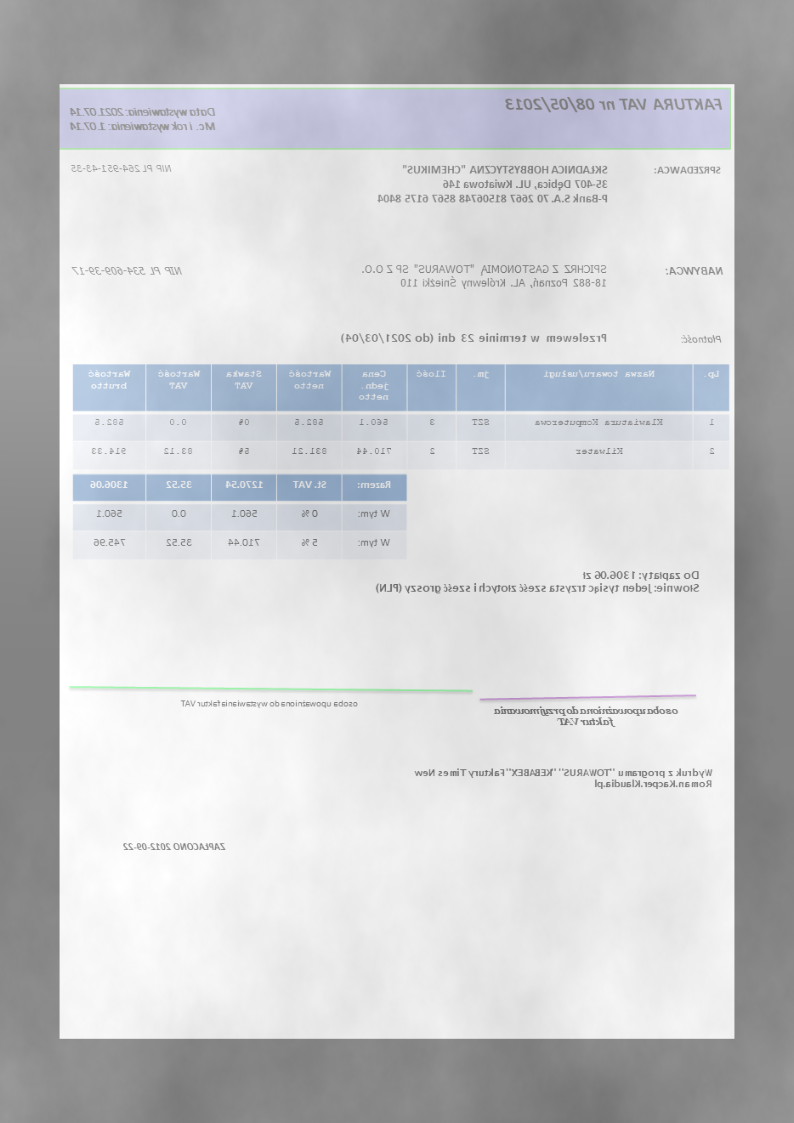 FAKTURA VAT nr 08/05/2013
Data wystawienia: 2021.07.14
Mc. i rok wystawienia: 1.07.14
SPRZEDAWCA:
SKŁADNICA HOBBYSTYCZNA "CHEMIKUS"
35-407 Dębica, UL. Kwiatowa 146
P-Bank S.A. 70 2667 81506748 8567 6175 8404
NIP PL 264-951-43-35
NABYWCA:
SPICHRZ Z GASTONOMIĄ "TOWARUS" SP Z O.O.
18-882 Poznań, AL. Królewny Śnieżki 110
NIP PL 534-609-39-17
Płatność:
Przelewem w terminie 23 dni (do 2021/03/04)
Lp. Nazwa towaru/usługi jm. Ilość Cena jedn. netto Wartość netto Stawka VAT Wartość VAT Wartość brutto
1 Klawiatura Komputerowa SZT 3 560.1 582.5 0% 0.0 582.5
2 Kilwater SZT 2 710.44 831.21 5% 83.12 914.33
Razem: St. VAT 1270.54 35.52 1306.06
W tym: 0 % 560.1 0.0 560.1
W tym: 5 % 710.44 35.52 745.96
Do zapłaty: 1306.06 zł
Słownie: Jeden tysiąc trzysta sześć złotych i sześć groszy (PLN)
osoba upoważniona do przyjmowania
faktur VAT
osoba upoważniona do wystawiania faktur VAT
Wydruk z programu "TOWARUS" "KEBABEX" Faktury Times New
Roman.Kacper.Klaudia.pl
ZAPŁACONO 2012-09-22